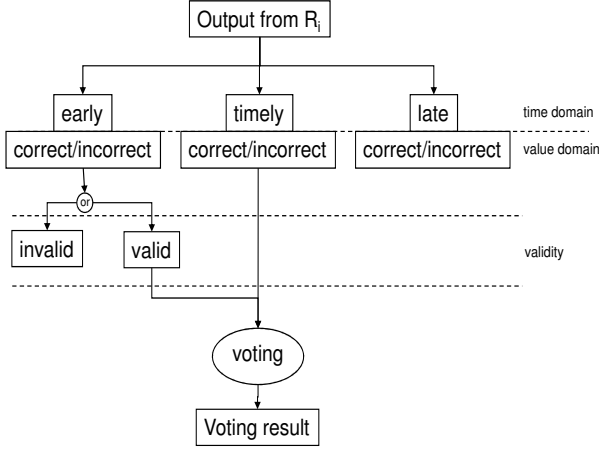 Output from Ri
early
timely
late
time domain
correct/incorrect
correct/incorrect
correct/incorrect
value domain
or
invalid
valid
validity
voting
Voting result